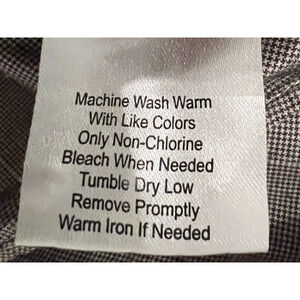 Machine Wash Warm
With Like Colors
Only Non-Chlorine
Bleach When Needed
Tumble Dry Low
Remove Promptly
Warm Iron If Needed